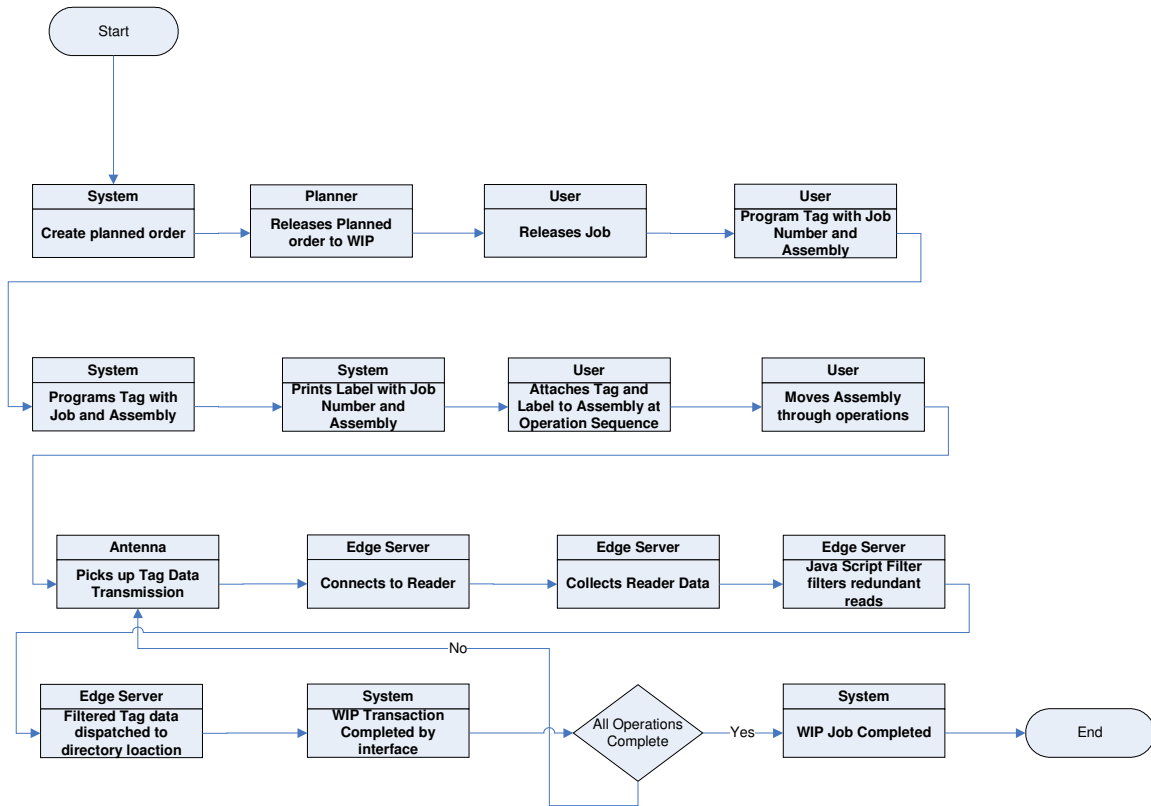 Start
System
Create planned order
Planner
Releases Planned
order to WIP
User
Releases Job
User
Program Tag with Job
Number and
Assembly
System
Programs Tag with
Job and Assembly
System
Prints Label with Job
Number and
Assembly
User
Attaches Tag and
Label to Assembly at
Operation Sequence
User
Moves Assembly
through operations
Antenna
Picks up Tag Data
Transmission
Edge Server
Connects to Reader
Edge Server
Collects Reader Data
Edge Server
Java Script Filter
filters redundant
reads
No
Edge Server
Filtered Tag data
dispatched to
directory loaction
System
WIP Transaction
Completed by
interface
All Operations
Complete
Yes
System
WIP Job Completed
End